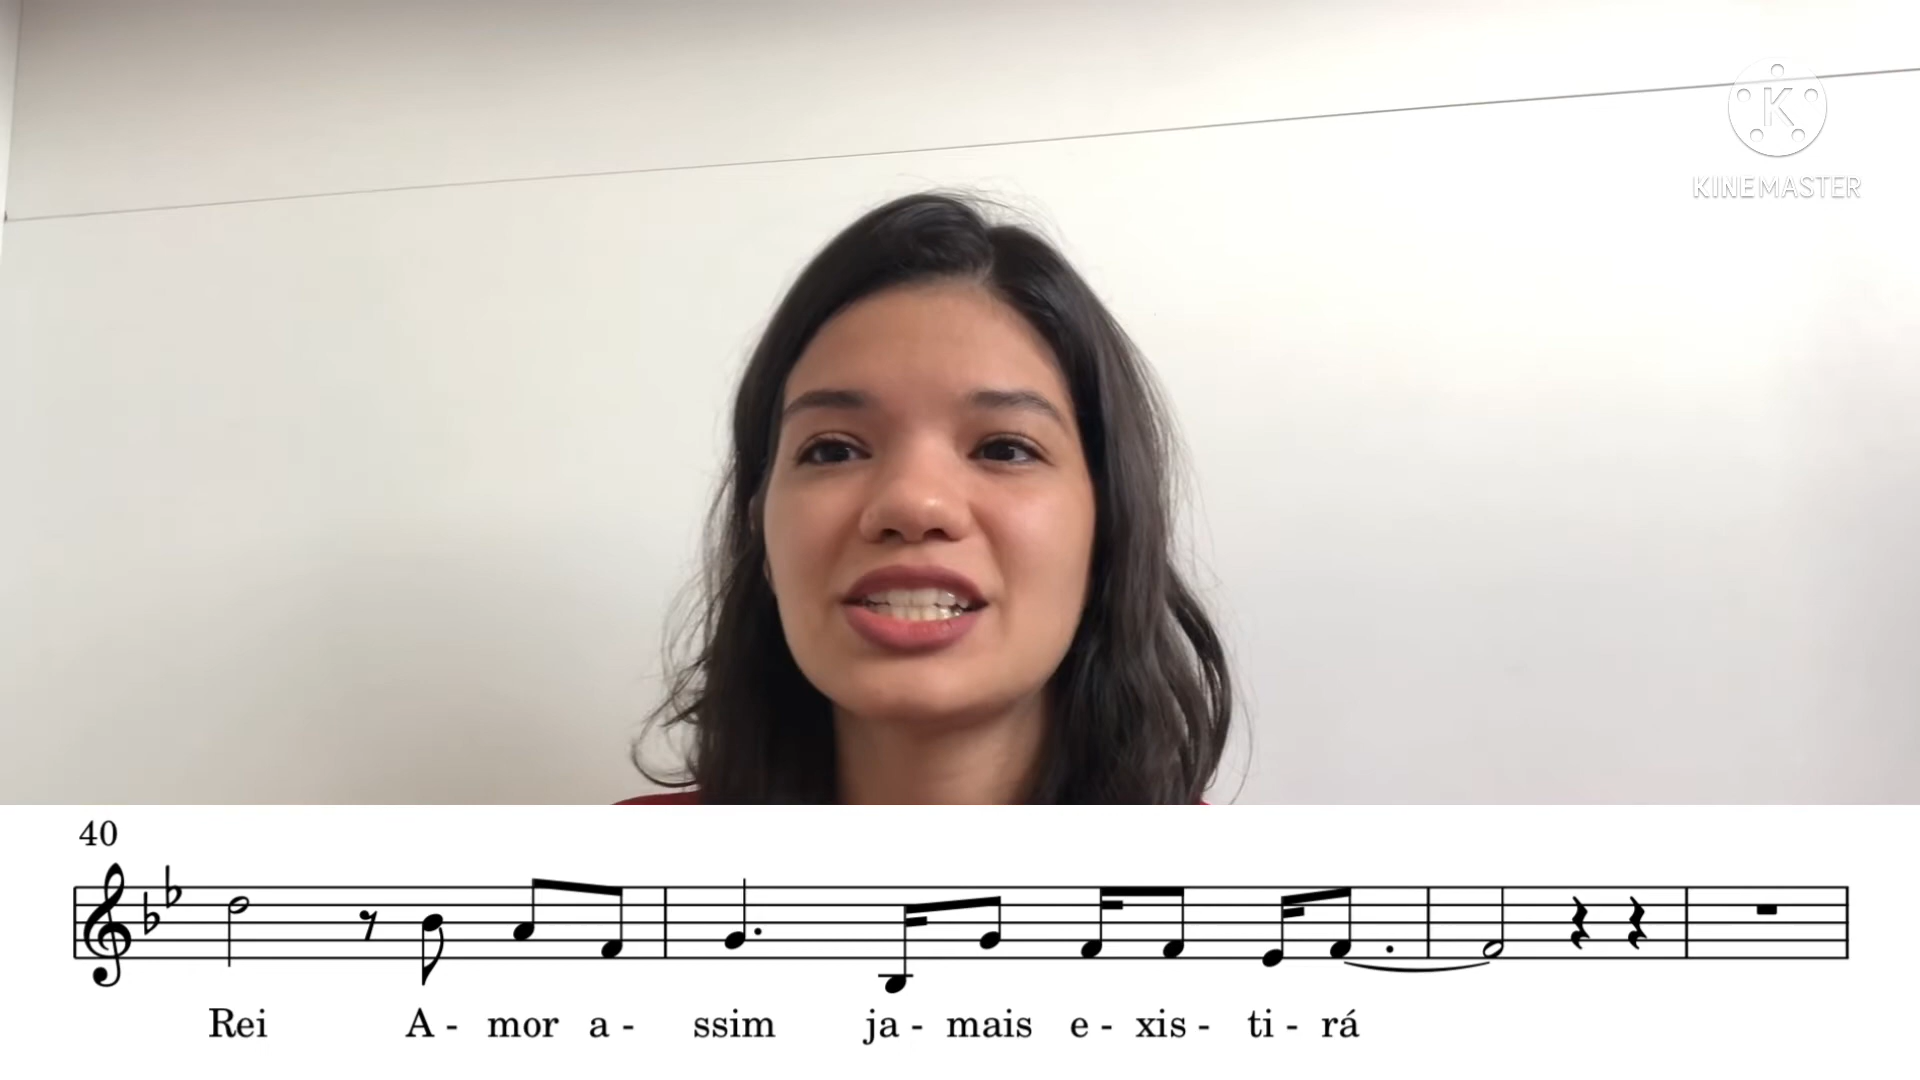 KINEMASTER
40
Rei A - mor a - ssim ja - mais e - xis - ti - rá